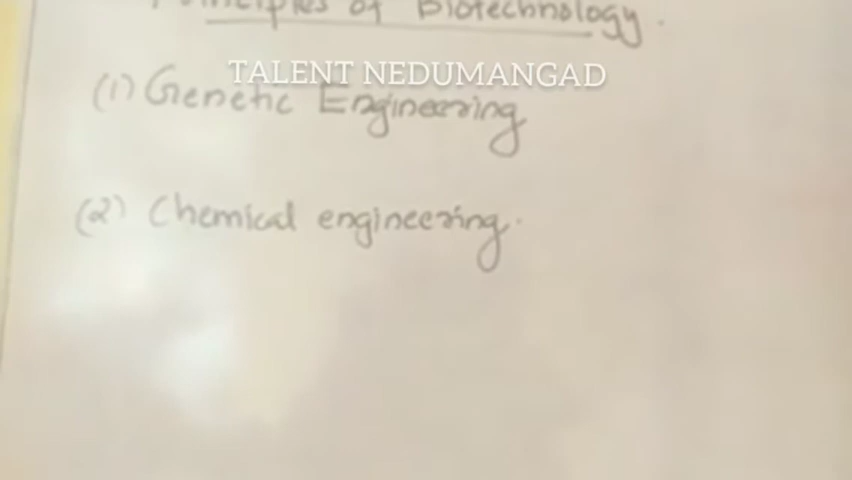 Principles of Biotechnology.
TALENT NEDUMANGAD
(1) Genetic Engineering
(2) Chemical engineering.